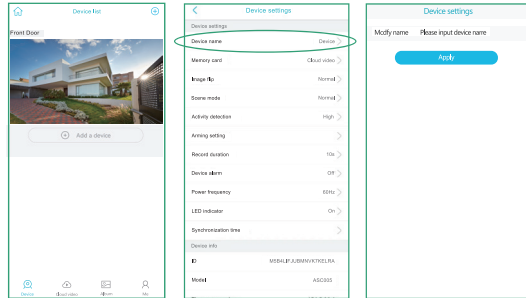 Device list
Front Door
Add a device
Device
Cloud video
Album
My
Device settings
Device settings
Device name Device
Memory card Cloud video
Image flip Normal
Scene mode Normal
Activity detection High
Arming setting
Record duration 10s
Device alarm Off
Power frequency 60Hz
LED indicator On
Synchronization time
Device info
ID
Model ASC005
Device settings
Modfy name Please input device name
Apply